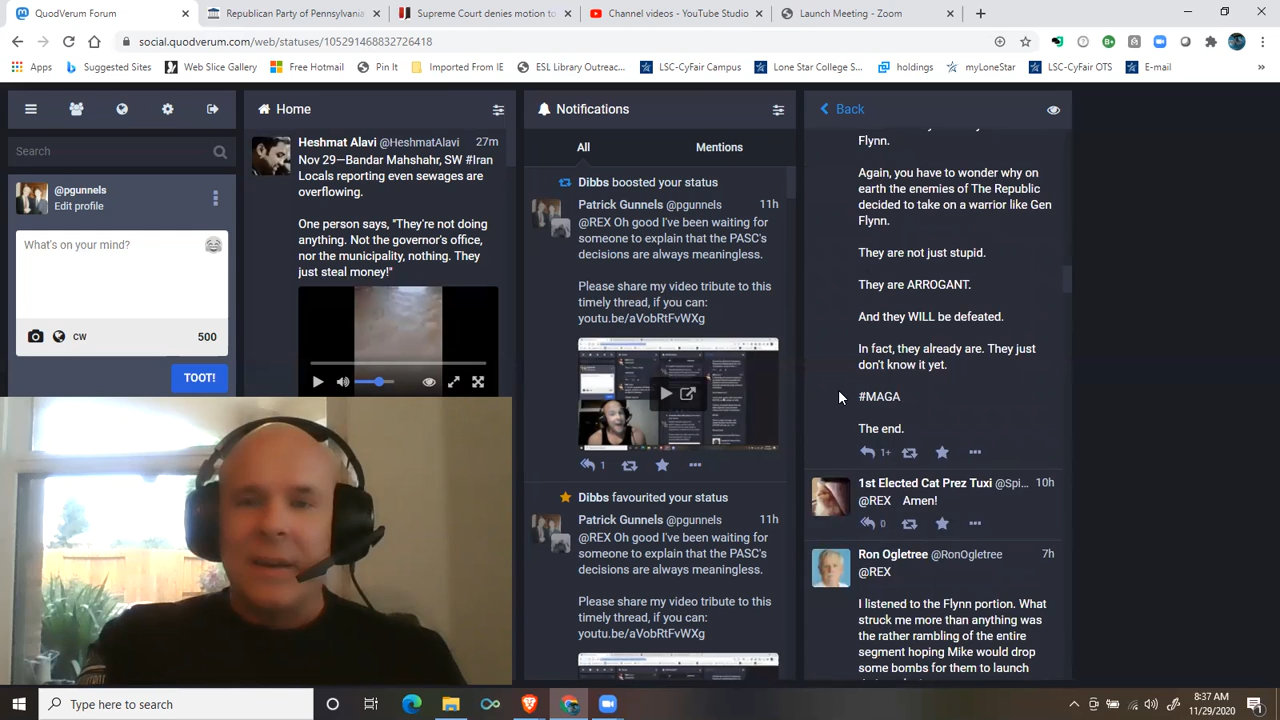 QuodVerum Forum
Republican Party of Pennsylvania
Supreme Court denies motion to
Channel videos - YouTube Studio
Launch Meeting - Zoom
social.quodverum.com/web/statuses/105291468832726418
Apps
Suggested Sites
Web Slice Gallery
Free Hotmail
Pin It
Imported From IE
ESL Library Outreac...
LSC-CyFair Campus
Lone Star College S...
holdings
myLoneStar
LSC-CyFair OTS
E-mail
Search
@pgunnels
Edit profile
What's on your mind?
CW
500
TOOT!
Home
Heshmat Alavi @HeshmatAlavi 27m
Nov 29—Bandar Mahshahr, SW #Iran
Locals reporting even sewages are
overflowing.
One person says, "They're not doing
anything. Not the governor's office,
nor the municipality, nothing. They
just steal money!"
Notifications
All
Mentions
Dibbs boosted your status
Patrick Gunnels @pgunnels 11h
@REX Oh good I've been waiting for
someone to explain that the PASC's
decisions are always meaningless.
Please share my video tribute to this
timely thread, if you can:
youtu.be/aVobRtFvWXg
1
Dibbs favourited your status
Patrick Gunnels @pgunnels 11h
@REX Oh good I've been waiting for
someone to explain that the PASC's
decisions are always meaningless.
Please share my video tribute to this
timely thread, if you can:
youtu.be/aVobRtFvWXg
Back
Flynn.
Again, you have to wonder why on
earth the enemies of The Republic
decided to take on a warrior like Gen
Flynn.
They are not just stupid.
They are ARROGANT.
And they WILL be defeated.
In fact, they already are. They just
don't know it yet.
#MAGA
The end.
1+
1st Elected Cat Prez Tuxi @Spi... 10h
@REX Amen!
0
Ron Ogletree @RonOgletree 7h
@REX
I listened to the Flynn portion. What
struck me more than anything was
the rather rambling of the entire
segment hoping Mike would drop
some bombs for them to launch
Type here to search
8:37 AM
11/29/2020
1